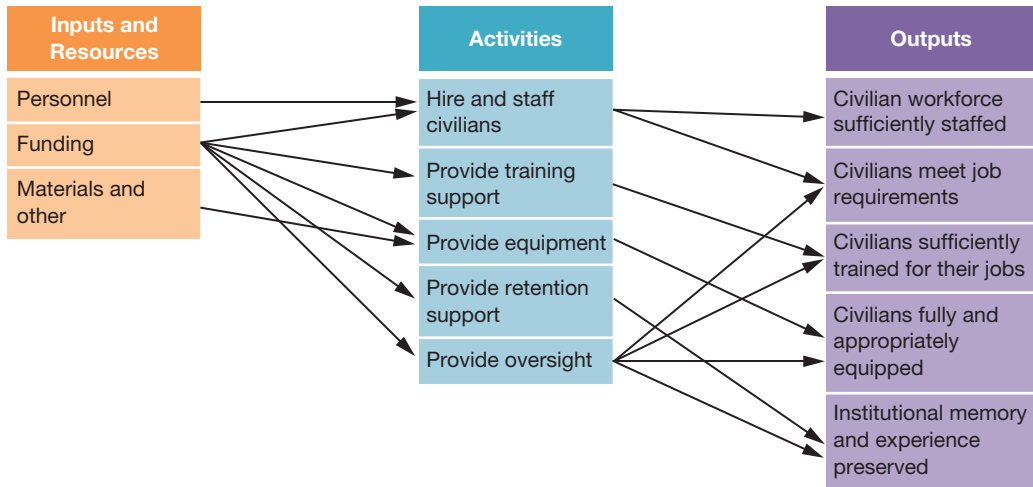 Inputs and
Resources
Personnel
Funding
Materials and
other
Activities
Hire and staff
civilians
Provide training
support
Provide equipment
Provide retention
support
Provide oversight
Outputs
Civilian workforce
sufficiently staffed
Civilians meet job
requirements
Civilians sufficiently
trained for their jobs
Civilians fully and
appropriately
equipped
Institutional memory
and experience
preserved